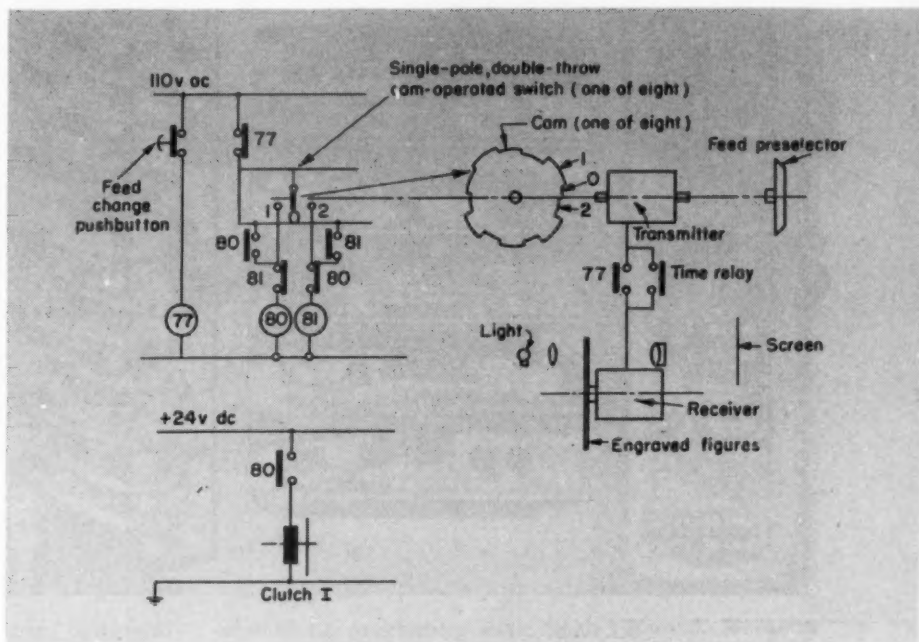 110v ac
Single-pole, double-throw
cam-operated switch (one of eight)
Cam (one of eight)
Feed preselector
77
Feed
change
pushbutton
1
0
2
1
0
2
Transmitter
80
81
81
80
77
Time relay
77
80
81
Light
Screen
Receiver
Engraved figures
+24v dc
80
Clutch I